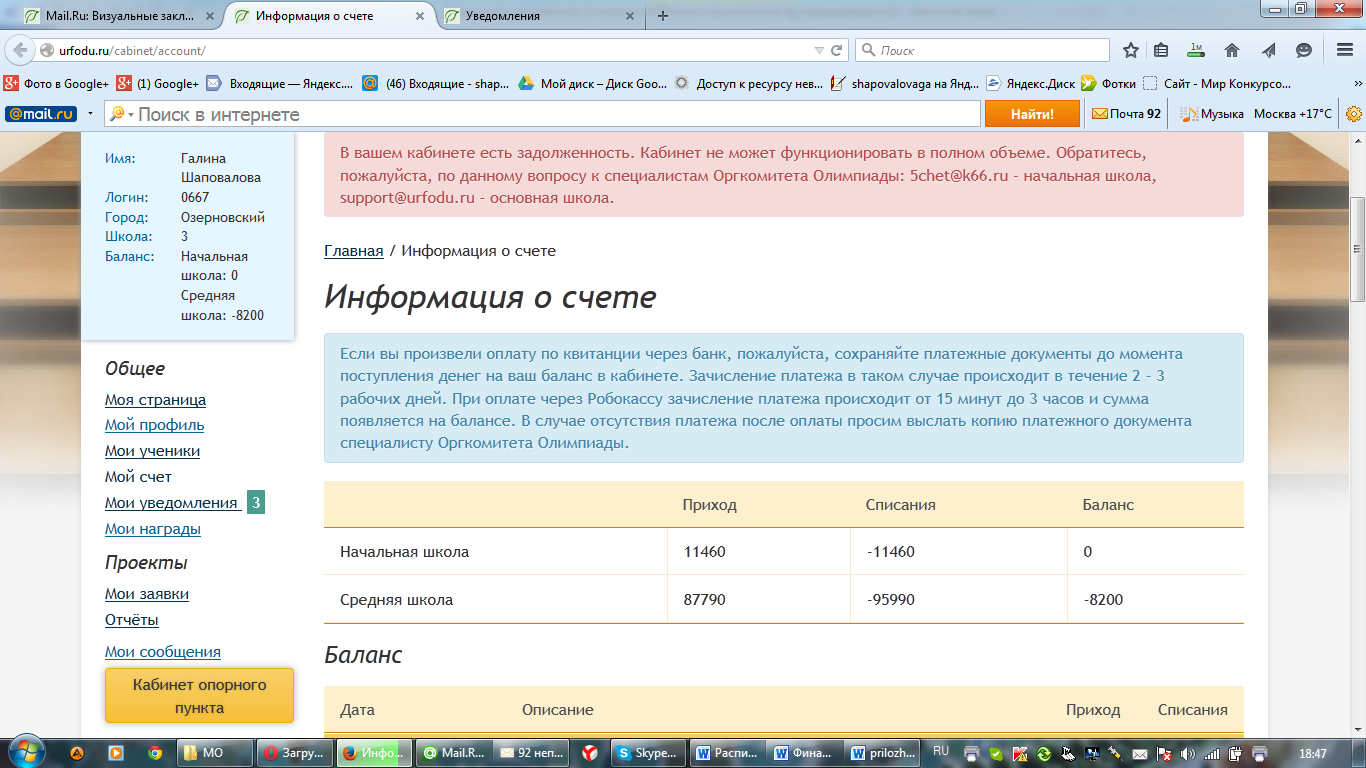 Mail.Ru: Визуальные закл...
Информация о счете
Уведомления
urfodu.ru/cabinet/account/
Поиск
1м
Фото в Google+
(1) Google+
Входящие — Яндекс....
(46) Входящие - shap...
Мой диск – Диск Goo...
Доступ к ресурсу нев...
shapovalovaga на Янд...
Яндекс.Диск
Фотки
Сайт - Мир Конкурсо...
@mail.ru
Поиск в интернете
Найти!
Почта 92
Музыка
Москва +17°C
Имя: Галина
Шаповалова
Логин: 0667
Город: Озерновский
Школа: 3
Баланс: Начальная
школа: 0
Средняя
школа: -8200
В вашем кабинете есть задолженность. Кабинет не может функционировать в полном объеме. Обратитесь,
пожалуйста, по данному вопросу к специалистам Оргкомитета Олимпиады: 5chet@k66.ru - начальная школа,
support@urfodu.ru - основная школа.
Главная / Информация о счете
Информация о счете
Если вы произвели оплату по квитанции через банк, пожалуйста, сохраняйте платежные документы до момента
поступления денег на ваш баланс в кабинете. Зачисление платежа в таком случае происходит в течение 2 - 3
рабочих дней. При оплате через Робокассу зачисление платежа происходит от 15 минут до 3 часов и сумма
появляется на балансе. В случае отсутствия платежа после оплаты просим выслать копию платежного документа
специалисту Оргкомитета Олимпиады.
Общее
Моя страница
Мой профиль
Мои ученики
Мой счет
Мои уведомления 3
Мои награды
Проекты
Мои заявки
Отчёты
Мои сообщения
Кабинет опорного
пункта
Приход Списания Баланс
Начальная школа 11460 -11460 0
Средняя школа 87790 -95990 -8200
Баланс
Дата Описание Приход Списания
МО
Загру...
Инфо...
Mail.R...
92 неп...
Skype...
Распи...
Фина...
prilozh...
RU
18:47